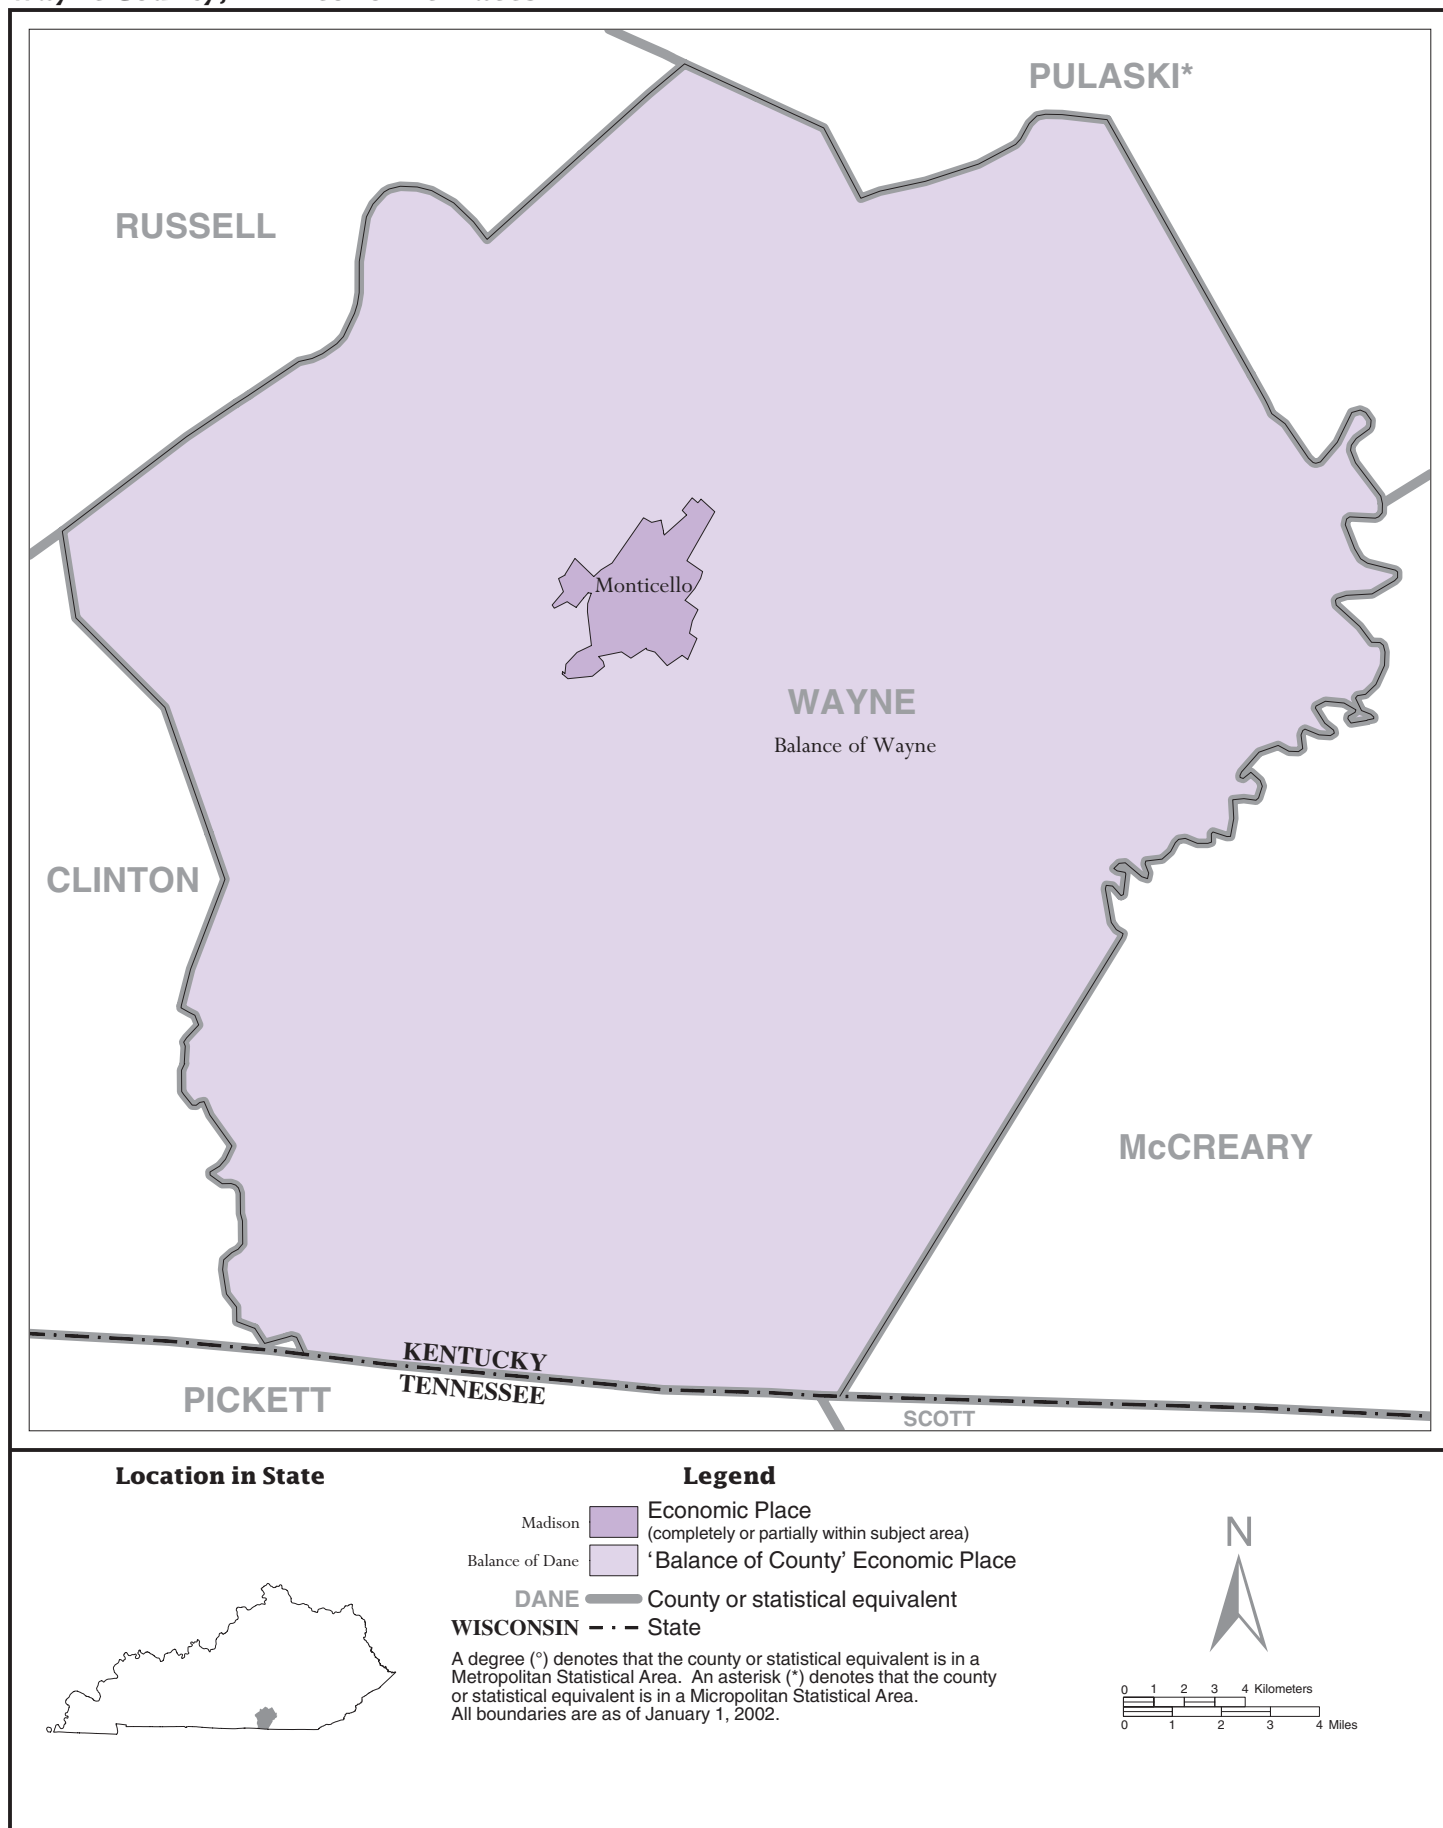 PULASKI*
RUSSELL
Monticello
WAYNE
Balance of Wayne
CLINTON
McCREARY
KENTUCKY
TENNESSEE
PICKETT
SCOTT
Location in State
Legend
Madison
Economic Place
(completely or partially within subject area)
Balance of Dane
‘Balance of County’ Economic Place
DANE
County or statistical equivalent
WISCONSIN
State
A degree (°) denotes that the county or statistical equivalent is in a
Metropolitan Statistical Area. An asterisk (*) denotes that the county
or statistical equivalent is in a Micropolitan Statistical Area.
All boundaries are as of January 1, 2002.
N
0 1 2 3 4 Kilometers
0 1 2 3 4 Miles